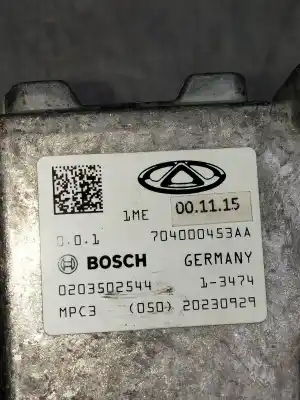 1ME 00.11.15
0.0.1 704000453AA
BOSCH GERMANY
0203502544 1-3474
MPC3 (050) 20230929